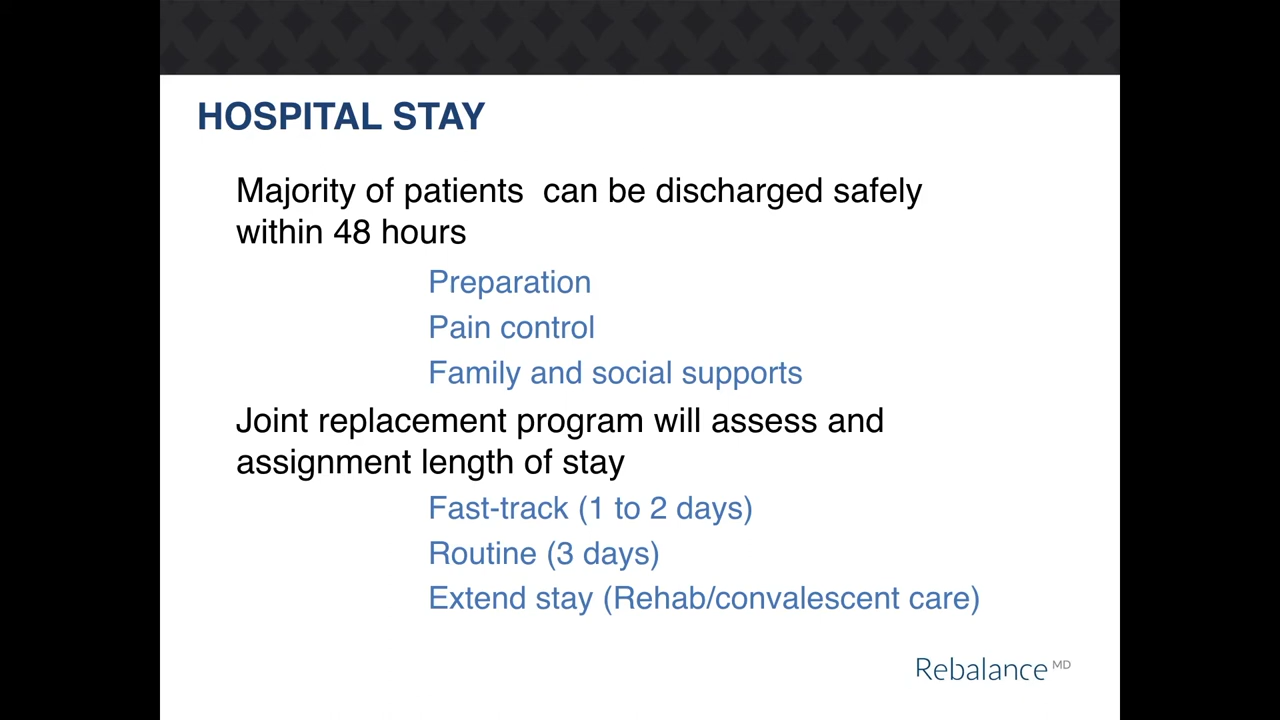 HOSPITAL STAY
Majority of patients  can be discharged safely
within 48 hours
Preparation
Pain control
Family and social supports
Joint replacement program will assess and
assignment length of stay
Fast-track (1 to 2 days)
Routine (3 days)
Extend stay (Rehab/convalescent care)
Rebalance MD